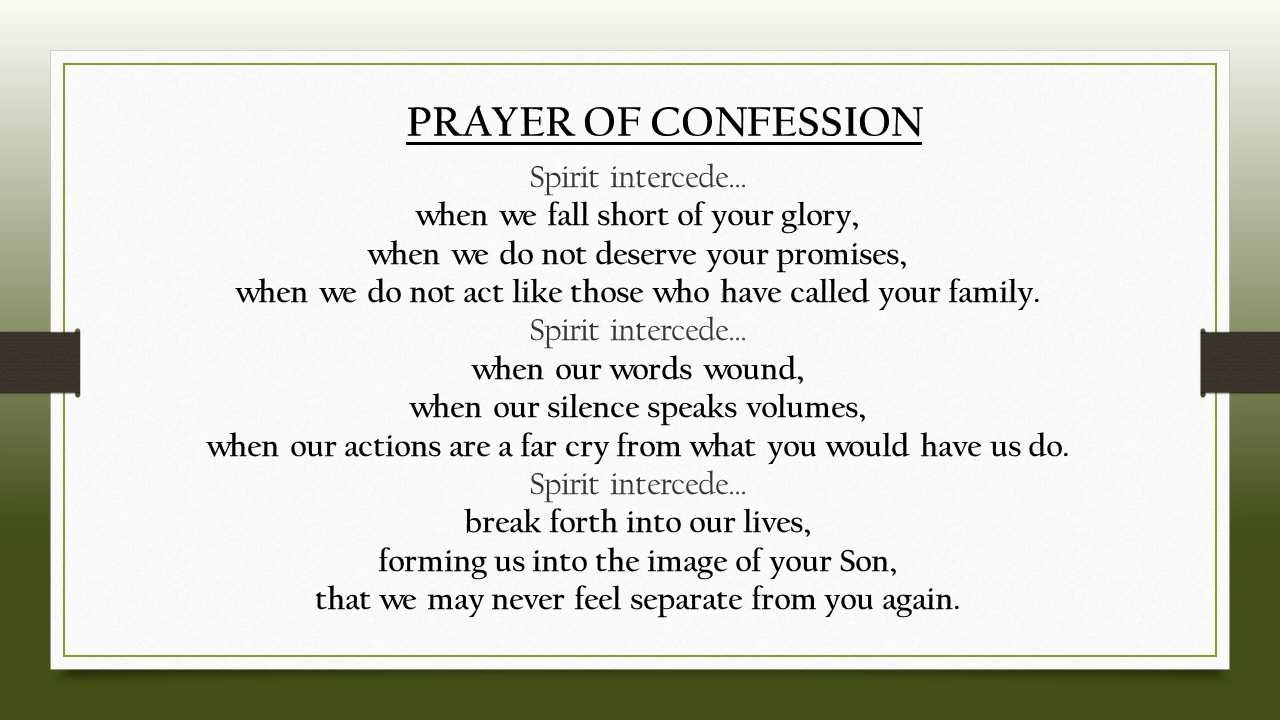 PRAYER OF CONFESSION
Spirit intercede...
when we fall short of your glory,
when we do not deserve your promises,
when we do not act like those who have called your family.
Spirit intercede...
when our words wound,
when our silence speaks volumes,
when our actions are a far cry from what you would have us do.
Spirit intercede...
break forth into our lives,
forming us into the image of your Son,
that we may never feel separate from you again.